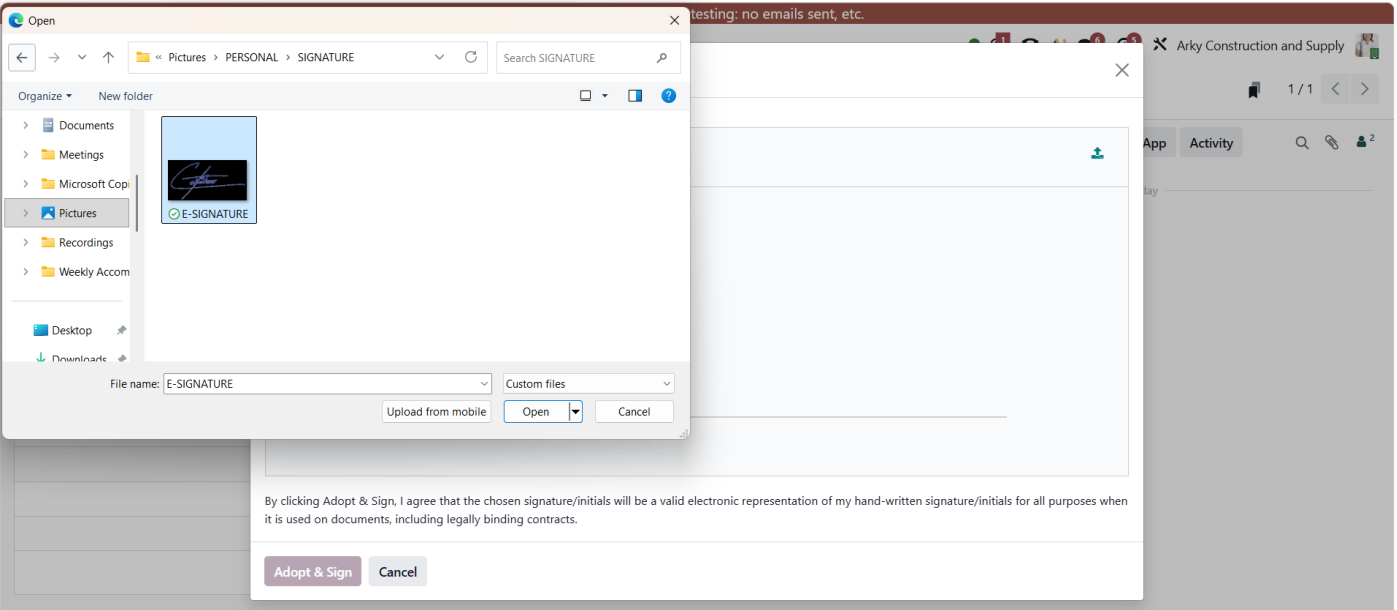 Open
testing: no emails sent, etc.
1
6
5
Arky Construction and Supply
« Pictures › PERSONAL › SIGNATURE
Search SIGNATURE
1 / 1
Organize
New folder
App
Activity
2
Documents
Meetings
Microsoft Copi
Pictures
Recordings
Weekly Accom
Desktop
Downloads
E-SIGNATURE
File name:
E-SIGNATURE
Custom files
Upload from mobile
Open
Cancel
By clicking Adopt & Sign, I agree that the chosen signature/initials will be a valid electronic representation of my hand-written signature/initials for all purposes when
it is used on documents, including legally binding contracts.
Adopt & Sign
Cancel